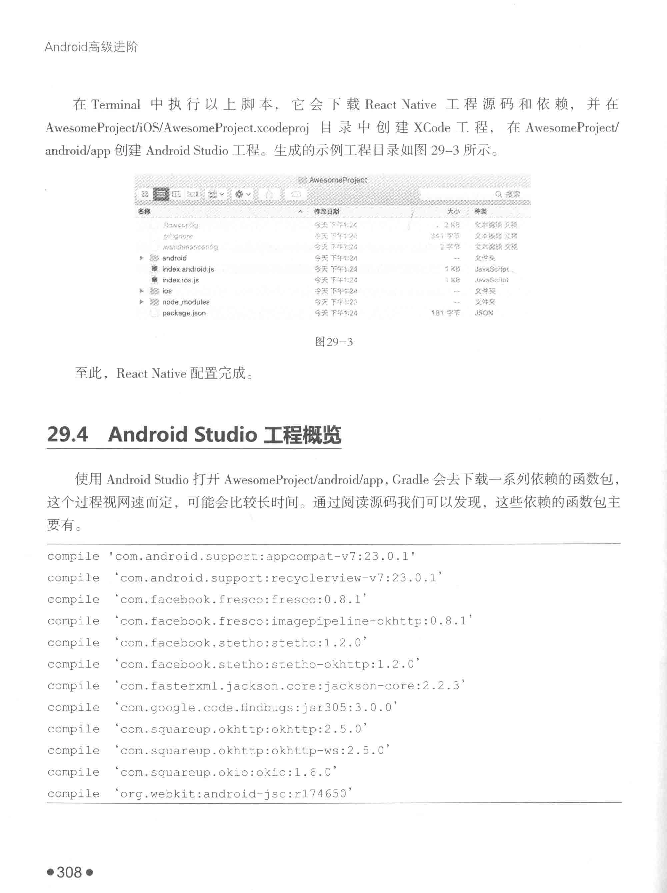 Android高级进阶
在 Terminal 中执行以上脚本，它会下载 React Native 工程源码和依赖，并在
AwesomeProject/iOS/AwesomeProject.xcodeproj 目录中创建 XCode 工程，在 AwesomeProject/
android/app 创建 Android Studio 工程。生成的示例工程目录如图 29-3 所示。
AwesomeProject
搜索
名称 修改日期 大小 种类
.flowconfig 今天 下午1:24 2 KB 文本编辑 文稿
.gitignore 今天 下午1:24 字节 文本编辑 文稿
.watchmanconfig 今天 下午1:24 2 字节 文本编辑 文稿
android 今天 下午1:24 -- 文件夹
index.android.js 今天 下午1:24 1 KB JavaScript
index.ios.js 今天 下午1:24 1 KB JavaScript
ios 今天 下午1:24 -- 文件夹
node_modules 今天 下午1:23 -- 文件夹
package.json 今天 下午1:24 181 字节 JSON
图29-3
至此，React Native 配置完成。
29.4 Android Studio 工程概览
使用 Android Studio 打开 AwesomeProject/android/app，Gradle 会去下载一系列依赖的函数包，
这个过程视网速而定，可能会比较长时间。通过阅读源码我们可以发现，这些依赖的函数包主
要有。
compile 'com.android.support:appcompat-v7:23.0.1'
compile ‘com.android.support:recyclerview-v7:23.0.1’
compile ‘com.facebook.fresco:fresco:0.8.1’
compile ‘com.facebook.fresco:imagepipeline-okhttp:0.8.1’
compile ‘com.facebook.stetho:stetho:1.2.0’
compile ‘com.facebook.stetho:stetho-okhttp:1.2.0’
compile ‘com.fasterxml.jackson.core:jackson-core:2.2.3’
compile ‘com.google.code.findbugs:jsr305:3.0.0’
compile ‘com.squareup.okhttp:okhttp:2.5.0’
compile ‘com.squareup.okhttp:okhttp-ws:2.5.0’
compile ‘com.squareup.okio:okio:1.6.0’
compile ‘org.webkit:android-jsc:r174650’
●308●